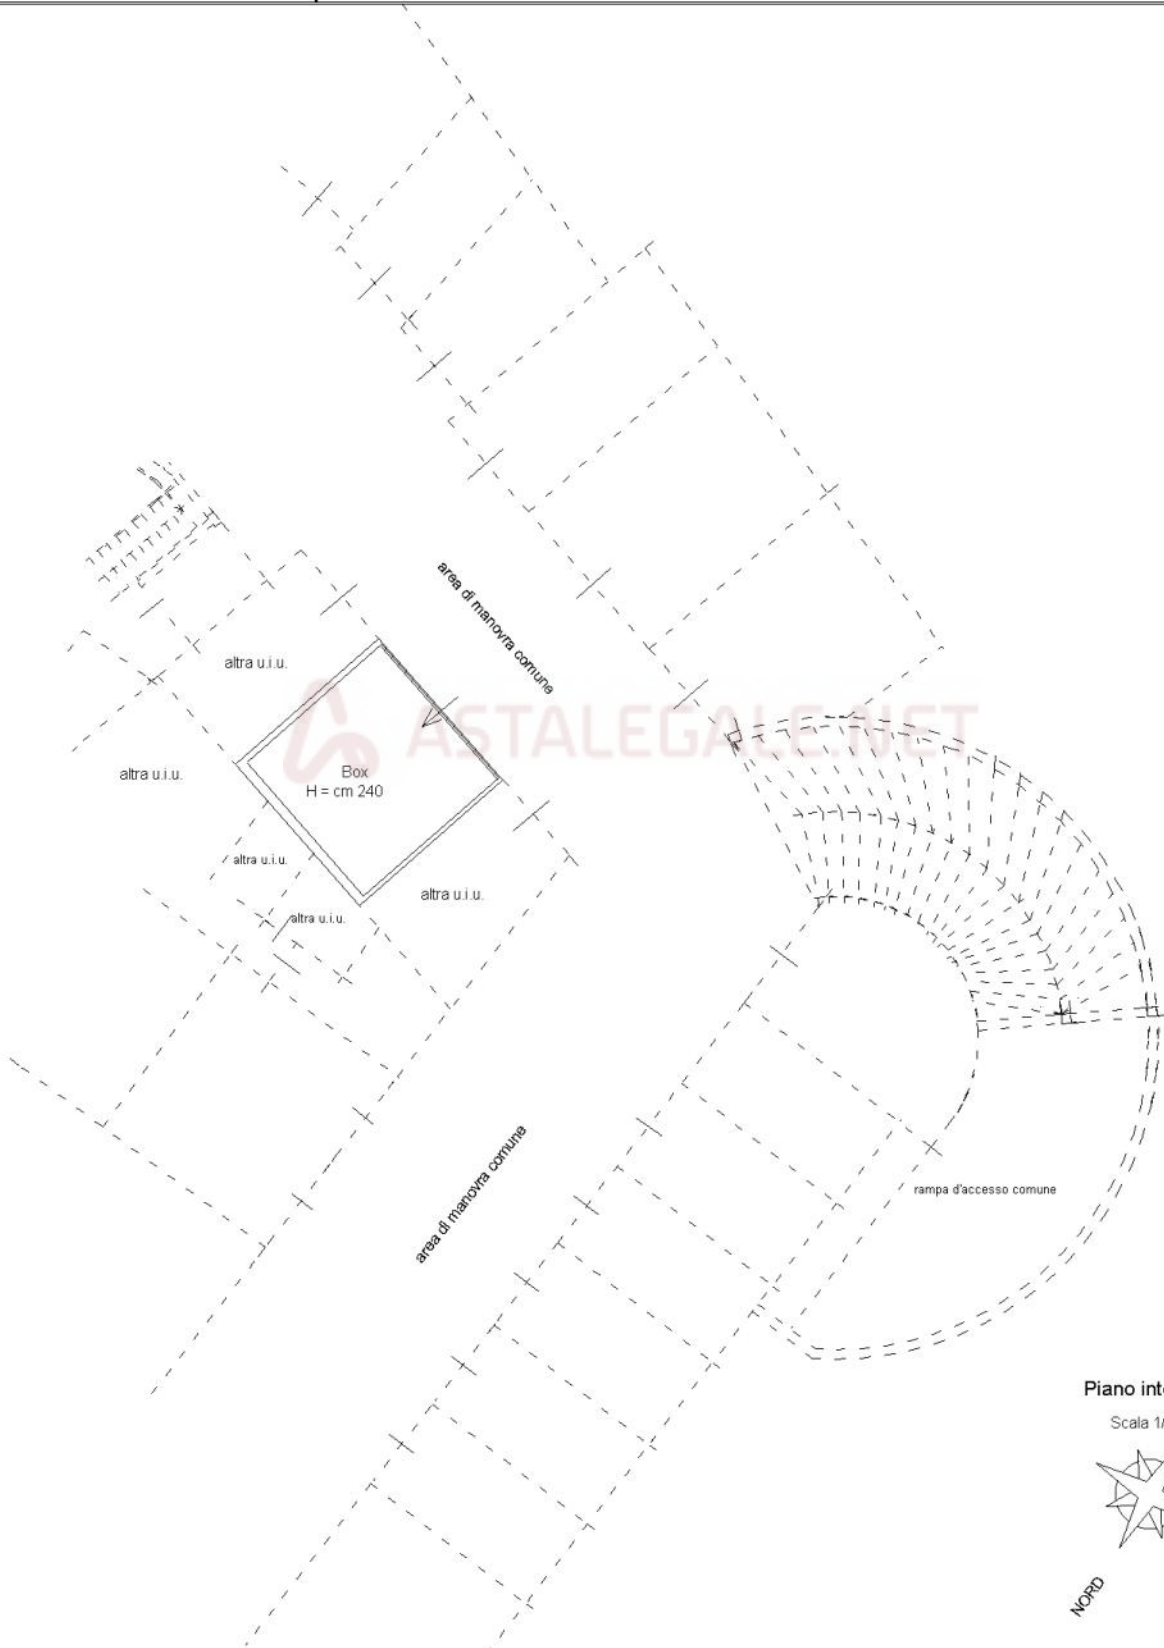 area di manovra comune
altra u.i.u.
ASTALEGALE.NET
altra u.i.u.
Box
H = cm 240
altra u.i.u.
altra u.i.u.
altra u.i.u.
area di manovra comune
rampa d'accesso comune
Piano int
Scala 1/
NORD